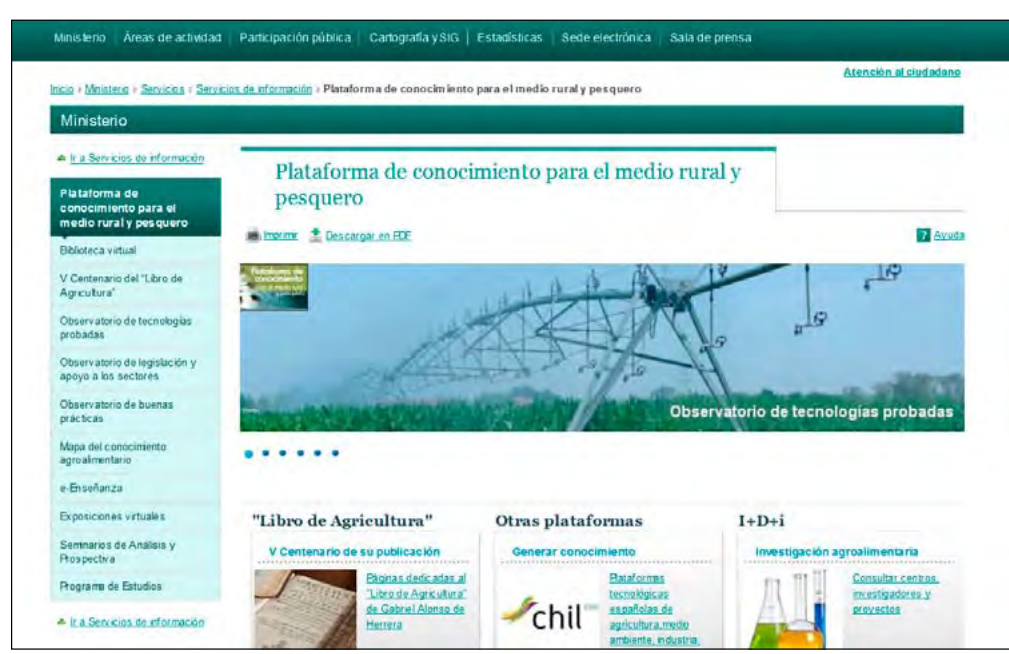 Ministerio Áreas de actividad Participación pública Cartografía y SIG Estadísticas Sede electrónica Sala de prensa
Atención al ciudadano
Inicio › Ministerio › Servicios › Servicios de información › Plataforma de conocimiento para el medio rural y pesquero
Ministerio
Ir a Servicios de información
Plataforma de
conocimiento para el
medio rural y pesquero
Biblioteca virtual
V Centenario del "Libro de
Agricultura"
Observatorio de tecnologías
probadas
Observatorio de legislación y
apoyo a los sectores
Observatorio de buenas
prácticas
Mapa del conocimiento
agroalimentario
e-Enseñanza
Exposiciones virtuales
Seminarios de Análisis y
Prospectiva
Programa de Estudios
Ir a Servicios de información
Plataforma de conocimiento para el medio rural y
pesquero
Imprimir Descargar en PDF
? Ayuda
Plataforma de
conocimiento
Observatorio de tecnologías probadas
"Libro de Agricultura"
V Centenario de su publicación
Páginas dedicadas al
"Libro de Agricultura"
de Gabriel Alonso de
Herrera
Otras plataformas
Generar conocimiento
chil
Plataformas
tecnológicas
españolas de
agricultura, medio
ambiente, industria,
I+D+i
Investigación agroalimentaria
Consultar centros,
investigadores y
proyectos